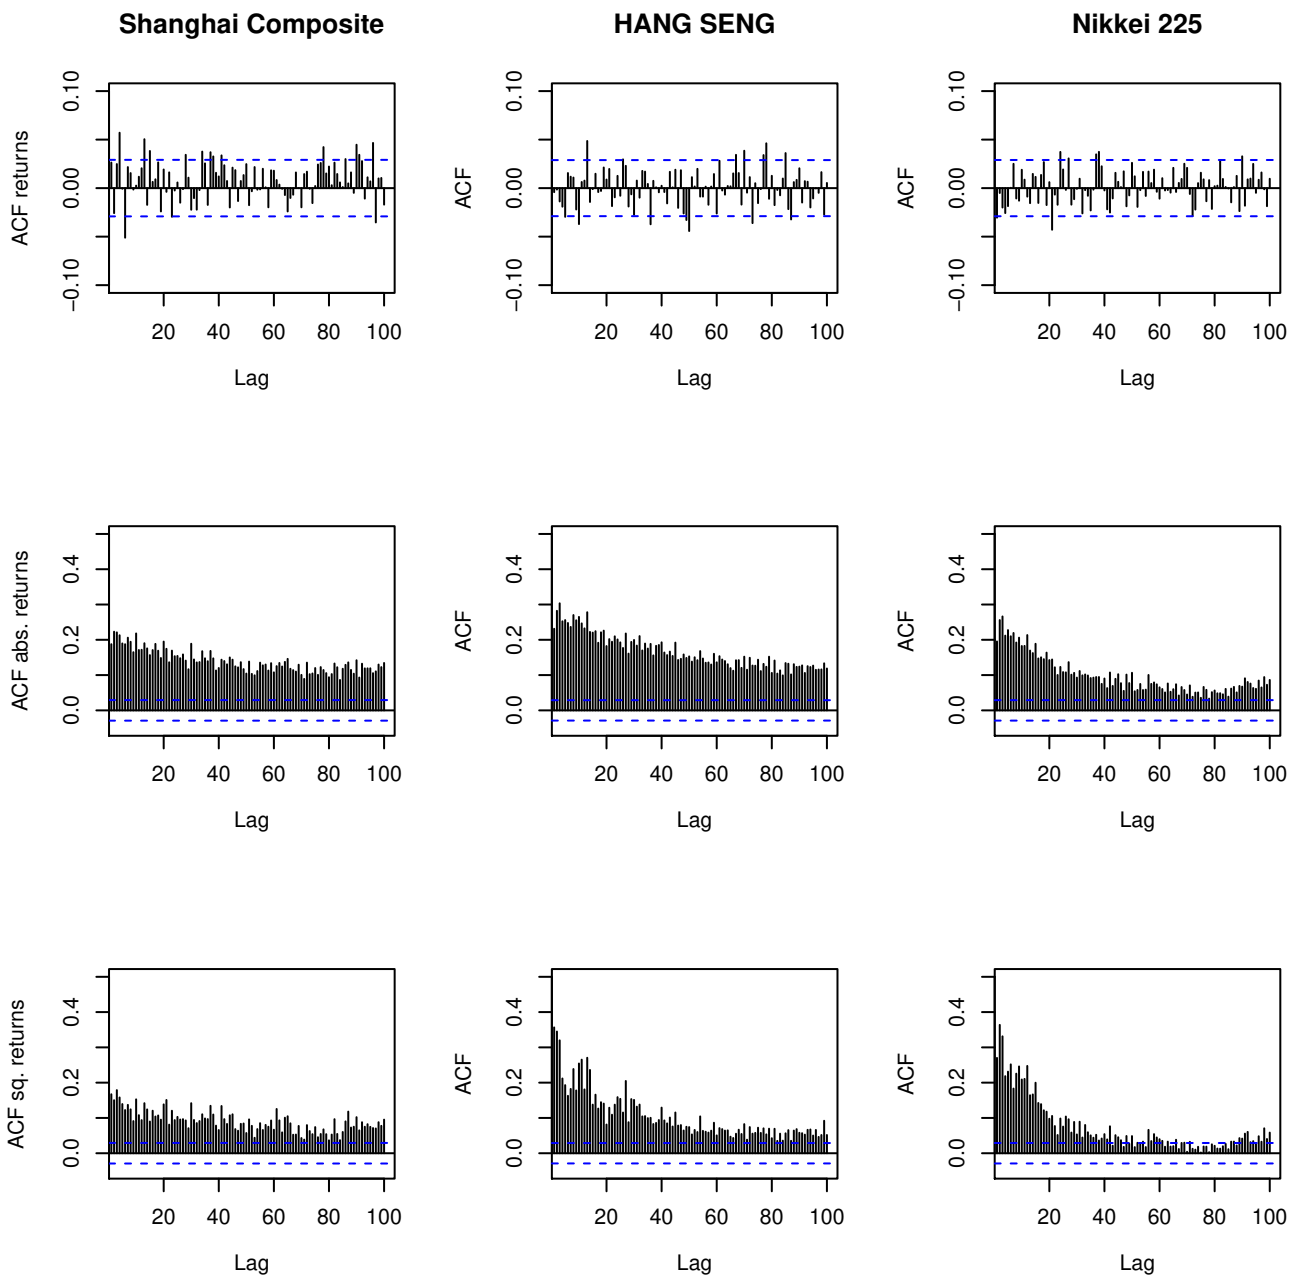 Shanghai Composite
HANG SENG
Nikkei 225
ACF returns
−0.10 0.00 0.10
20 40 60 80 100
Lag
ACF
−0.10 0.00 0.10
20 40 60 80 100
Lag
ACF
−0.10 0.00 0.10
20 40 60 80 100
Lag
ACF abs. returns
0.0 0.2 0.4
20 40 60 80 100
Lag
ACF
0.0 0.2 0.4
20 40 60 80 100
Lag
ACF
0.0 0.2 0.4
20 40 60 80 100
Lag
ACF sq. returns
0.0 0.2 0.4
20 40 60 80 100
Lag
ACF
0.0 0.2 0.4
20 40 60 80 100
Lag
ACF
0.0 0.2 0.4
20 40 60 80 100
Lag